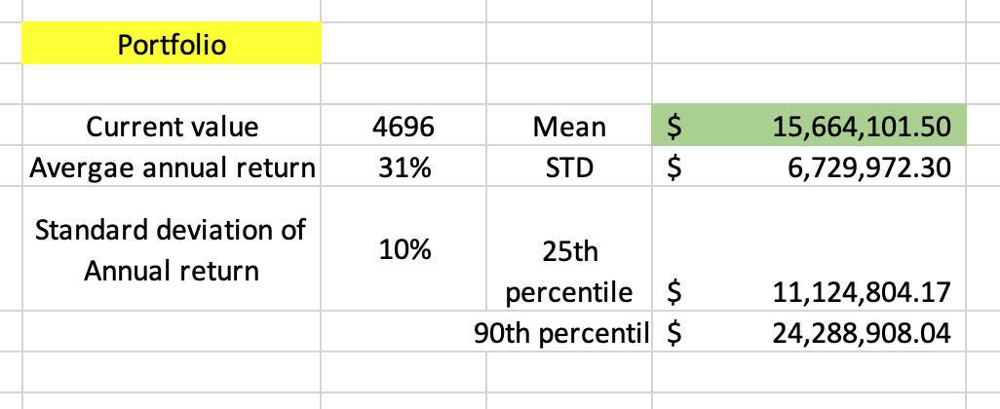 Portfolio
Current value 4696 Mean $ 15,664,101.50
Avergae annual return 31% STD $ 6,729,972.30
Standard deviation of
Annual return 10% 25th
percentile $ 11,124,804.17
90th percentil $ 24,288,908.04